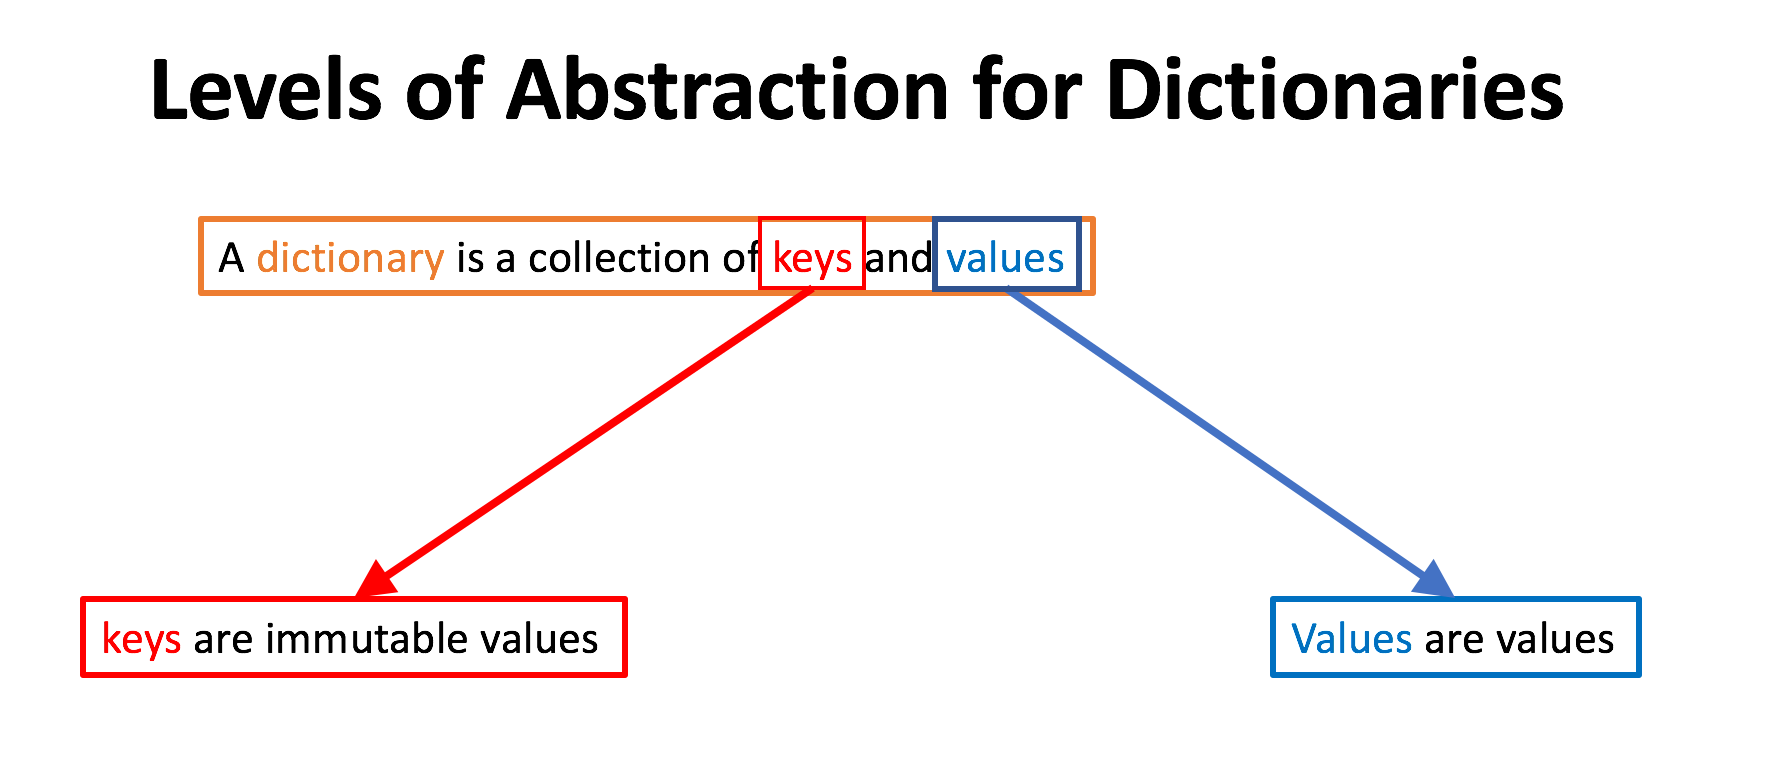 Levels of Abstraction for Dictionaries
A dictionary is a collection of keys and values
keys are immutable values
Values are values